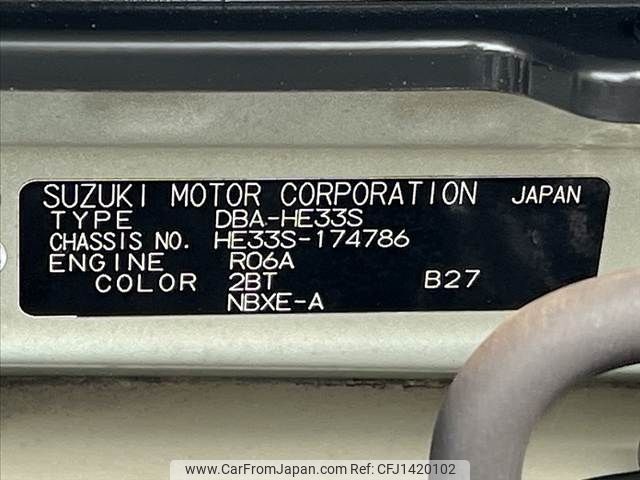 SUZUKI MOTOR CORPORATION JAPAN
TYPE DBA-HE33S
CHASSIS NO. HE33S-174786
ENGINE R06A
COLOR 2BT B27
NBXE-A
www.CarFromJapan.com CFJ1420102